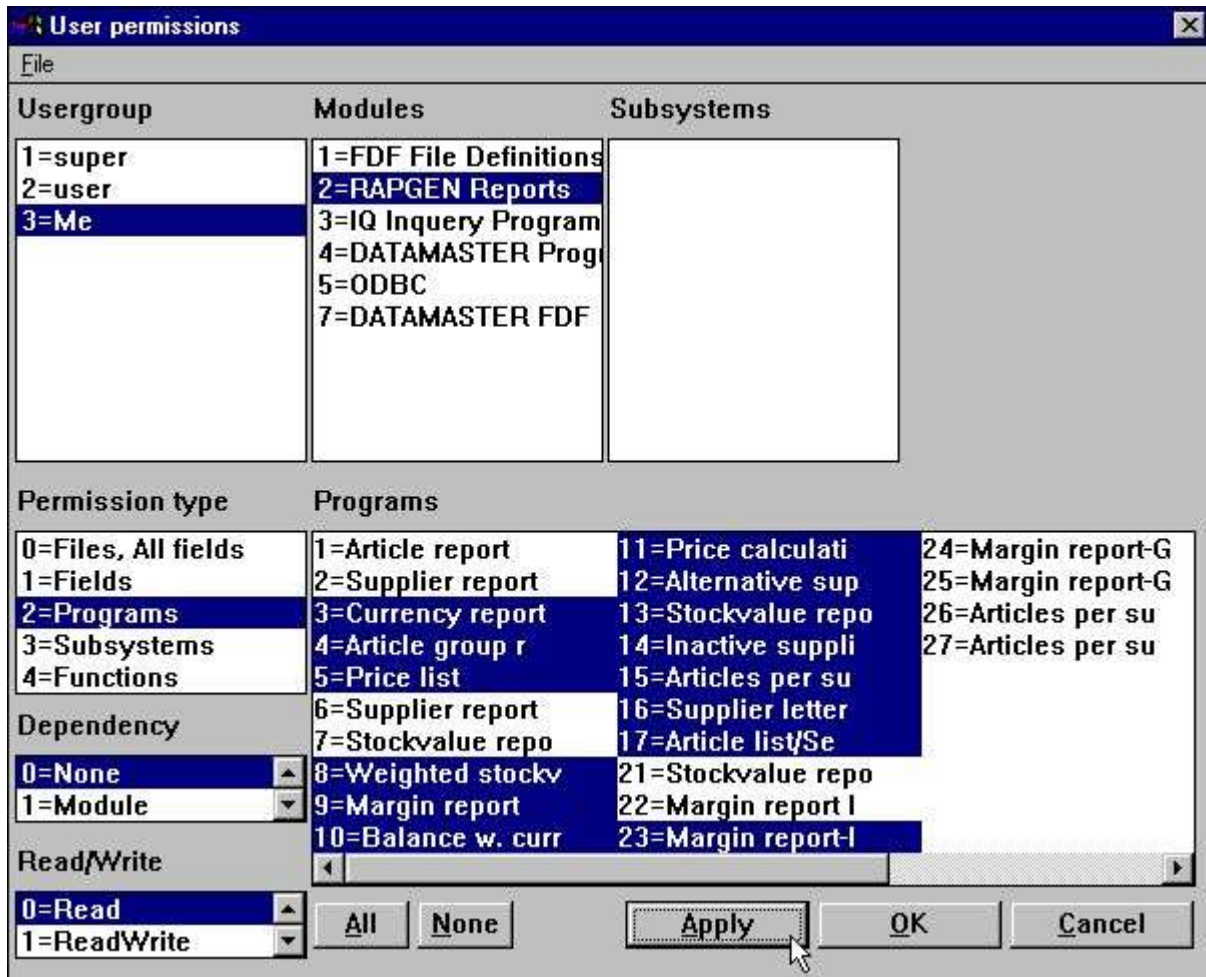 User permissions
File
Usergroup
1=super
2=user
3=Me
Modules
1=FDF File Definitions
2=RAPGEN Reports
3=IQ Inquery Program
4=DATAMASTER Progr
5=ODBC
7=DATAMASTER FDF
Subsystems
Permission type
0=Files, All fields
1=Fields
2=Programs
3=Subsystems
4=Functions
Dependency
0=None
1=Module
Read/Write
0=Read
1=ReadWrite
Programs
1=Article report
2=Supplier report
3=Currency report
4=Article group r
5=Price list
6=Supplier report
7=Stockvalue repo
8=Weighted stockv
9=Margin report
10=Balance w. curr
11=Price calculati
12=Alternative sup
13=Stockvalue repo
14=Inactive suppli
15=Articles per su
16=Supplier letter
17=Article list/Se
21=Stockvalue repo
22=Margin report I
23=Margin report-I
24=Margin report-G
25=Margin report-G
26=Articles per su
27=Articles per su
All
None
Apply
OK
Cancel